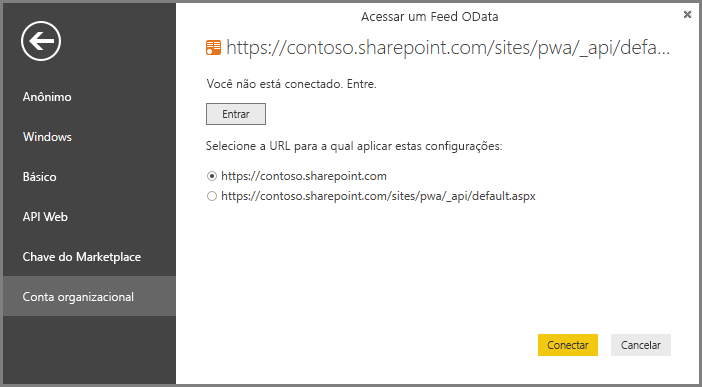 Acessar um Feed OData
https://contoso.sharepoint.com/sites/pwa/_api/defa...
Você não está conectado. Entre.
Entrar
Selecione a URL para a qual aplicar estas configurações:
https://contoso.sharepoint.com
https://contoso.sharepoint.com/sites/pwa/_api/default.aspx
Anônimo
Windows
Básico
API Web
Chave do Marketplace
Conta organizacional
Conectar
Cancelar